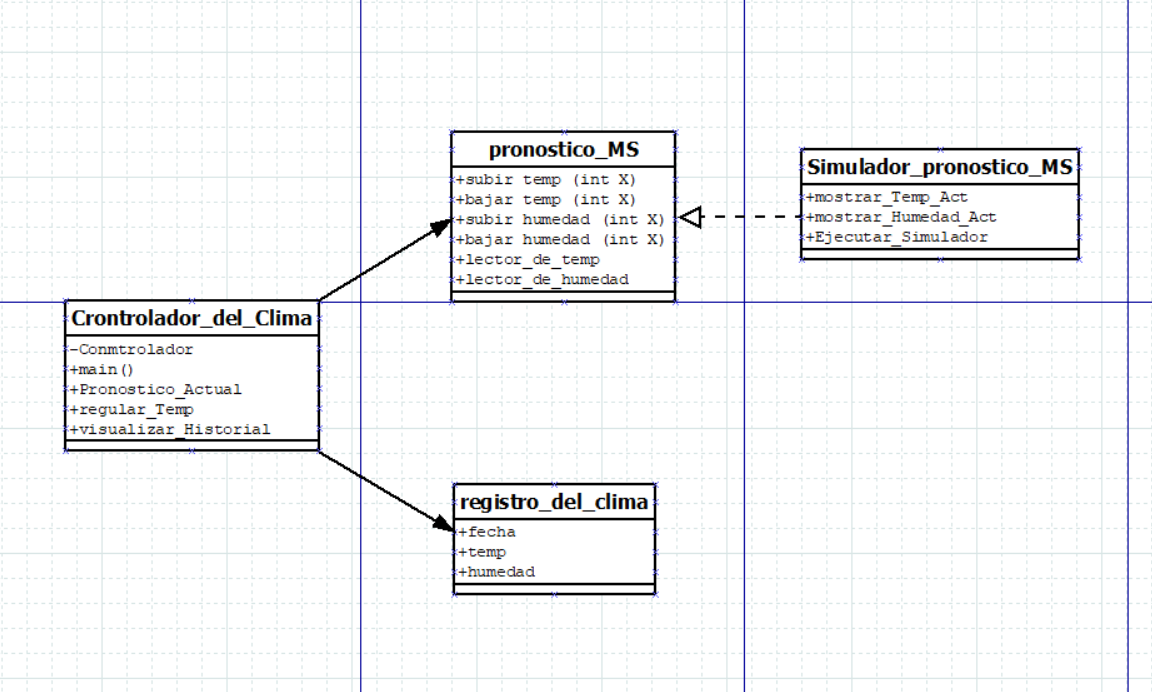 pronostico_MS
+subir temp (int X)
+bajar temp (int X)
+subir humedad (int X)
+bajar humedad (int X)
+lector_de_temp
+lector_de_humedad
Simulador_pronostico_MS
+mostrar_Temp_Act
+mostrar_Humedad_Act
+Ejecutar_Simulador
Crontrolador_del_Clima
-Conmtrolador
+main()
+Pronostico_Actual
+regular_Temp
+visualizar_Historial
registro_del_clima
+fecha
+temp
+humedad